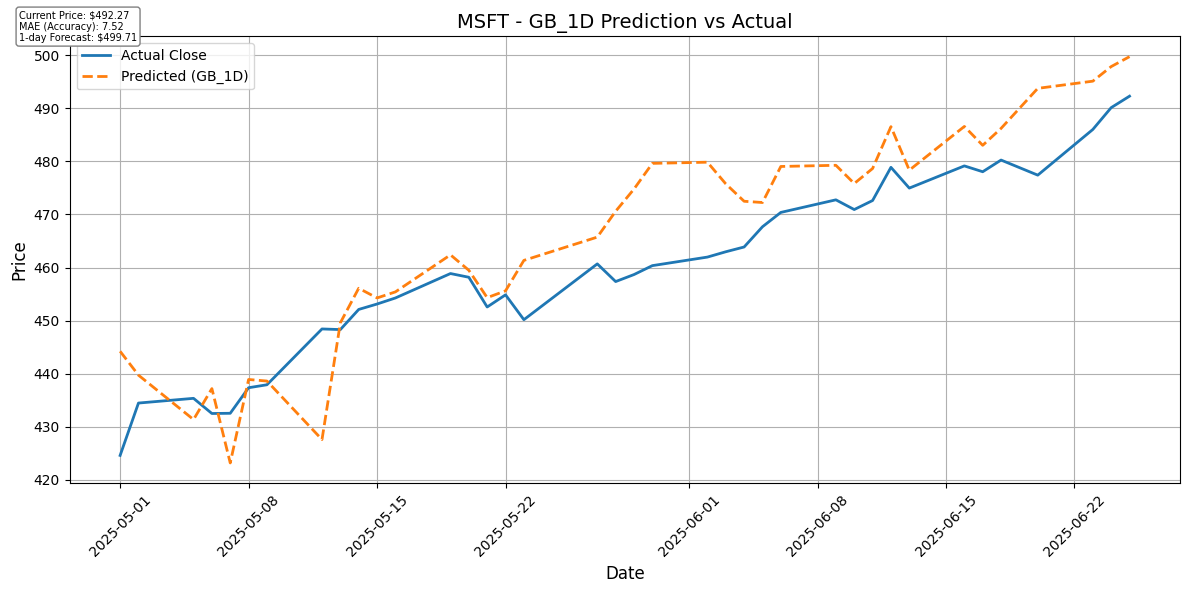 MSFT - GB_1D Prediction vs Actual
Current Price: $492.27
MAE (Accuracy): 7.52
1-day Forecast: $499.71
Actual Close
Predicted (GB_1D)
Price
500
490
480
470
460
450
440
430
420
2025-05-01
2025-05-08
2025-05-15
2025-05-22
2025-06-01
2025-06-08
2025-06-15
2025-06-22
Date